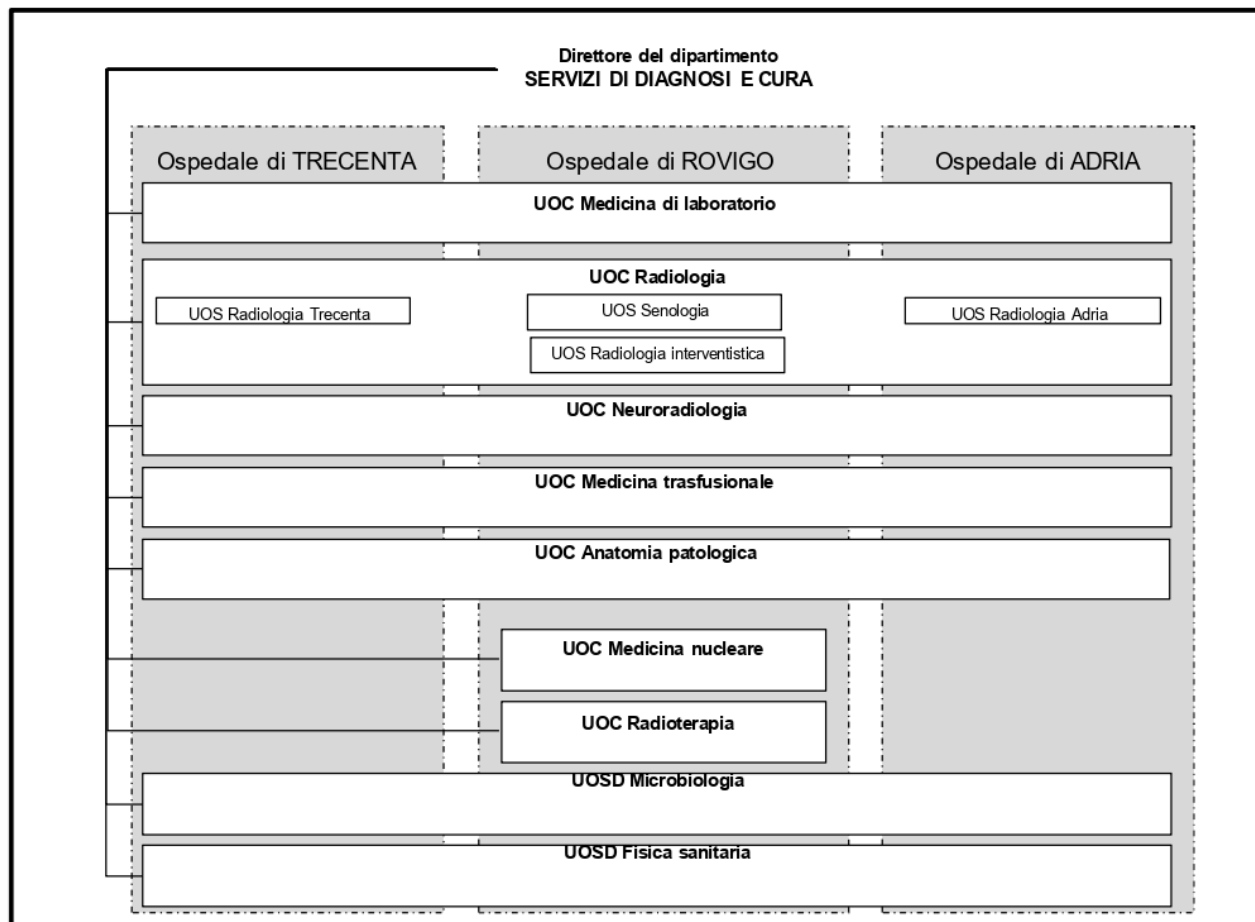 Direttore del dipartimento
SERVIZI DI DIAGNOSI E CURA
Ospedale di TRECENTA
Ospedale di ROVIGO
Ospedale di ADRIA
UOC Medicina di laboratorio
UOC Radiologia
UOS Radiologia Trecenta
UOS Senologia
UOS Radiologia Adria
UOS Radiologia interventistica
UOC Neuroradiologia
UOC Medicina trasfusionale
UOC Anatomia patologica
UOC Medicina nucleare
UOC Radioterapia
UOSD Microbiologia
UOSD Fisica sanitaria